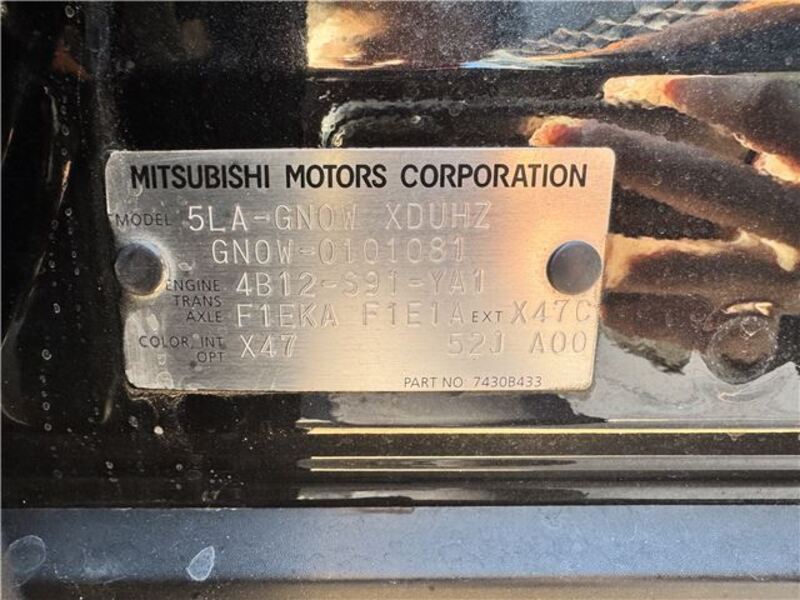 MITSUBISHI MOTORS CORPORATION
MODEL 5LA-GN0W XDUHZ
GN0W-0101081
ENGINE 4B12-S91-YA1
TRANS AXLE F1EKA F1E1A EXT X47C
COLOR, INT OPT X47 52J A00
PART NO: 7430B433